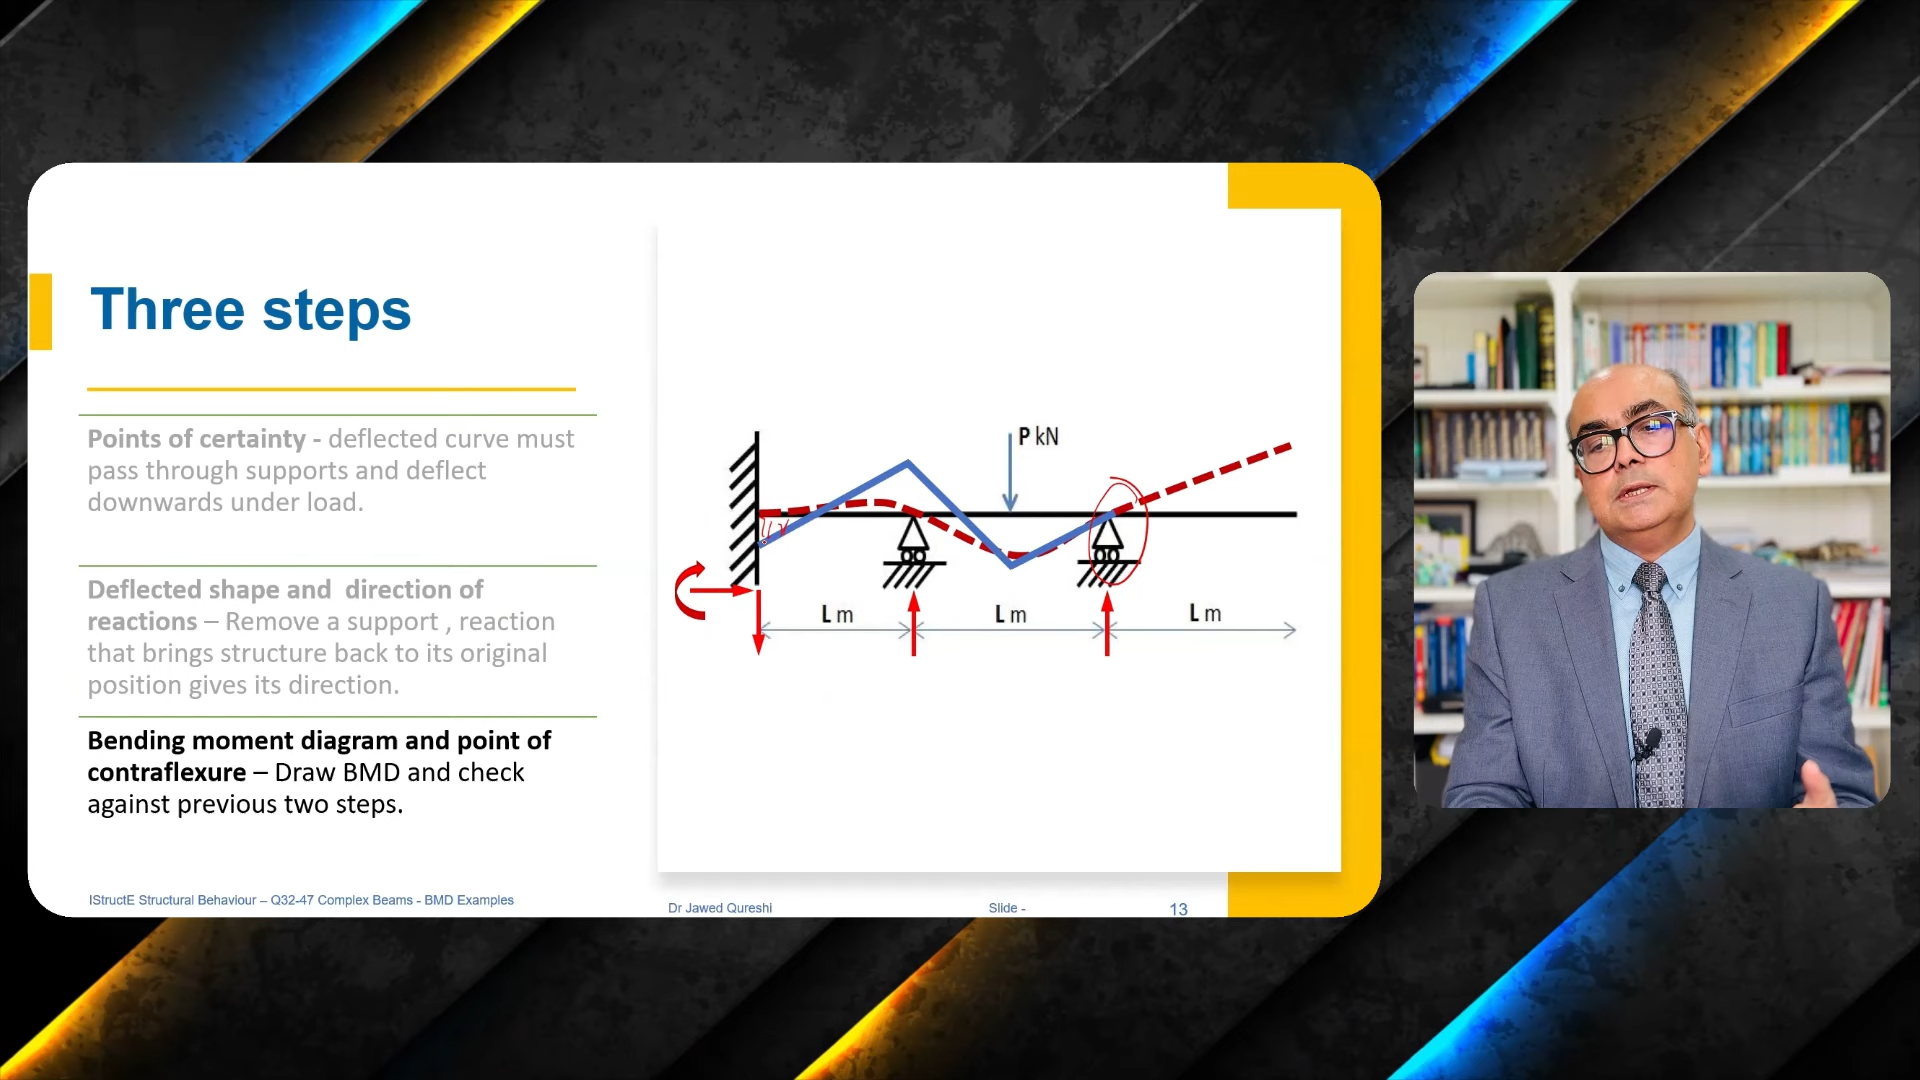 Three steps
Points of certainty - deflected curve must
pass through supports and deflect
downwards under load.
Deflected shape and direction of
reactions – Remove a support , reaction
that brings structure back to its original
position gives its direction.
Bending moment diagram and point of
contraflexure – Draw BMD and check
against previous two steps.
P kN
L m
L m
L m
IStructE Structural Behaviour – Q32-47 Complex Beams - BMD Examples
Dr Jawed Qureshi
Slide -
13